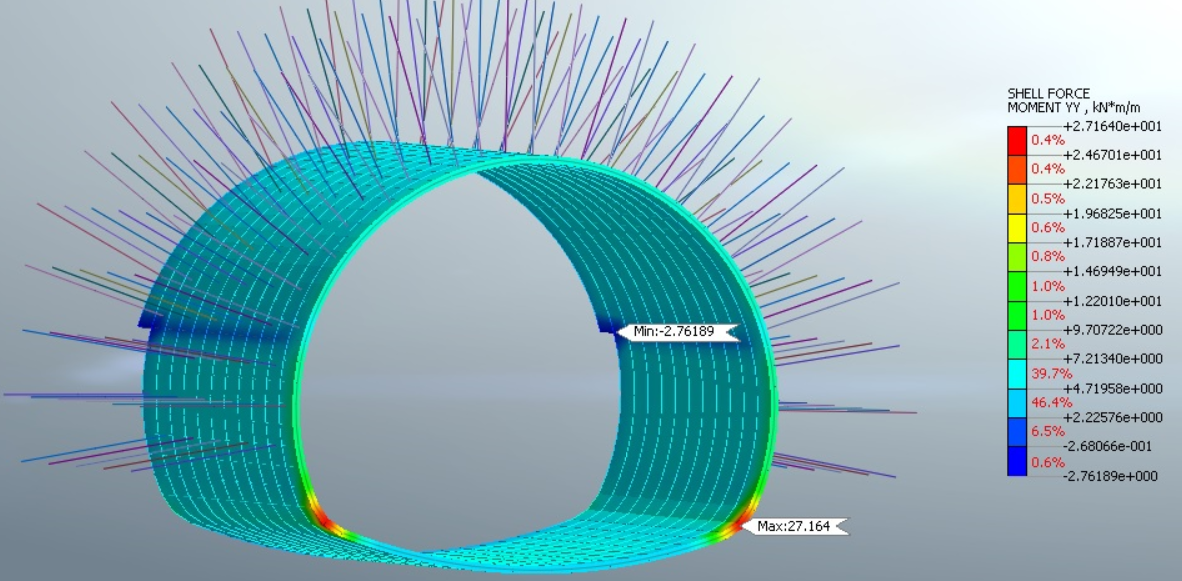 SHELL FORCE
MOMENT YY , kN*m/m
+2.71640e+001
0.4%
+2.46701e+001
0.4%
+2.21763e+001
0.5%
+1.96825e+001
0.6%
+1.71887e+001
0.8%
+1.46949e+001
1.0%
+1.22010e+001
1.0%
+9.70722e+000
2.1%
+7.21340e+000
39.7%
+4.71958e+000
46.4%
+2.22576e+000
6.5%
-2.68066e-001
0.6%
-2.76189e+000
Min:-2.76189
Max:27.164